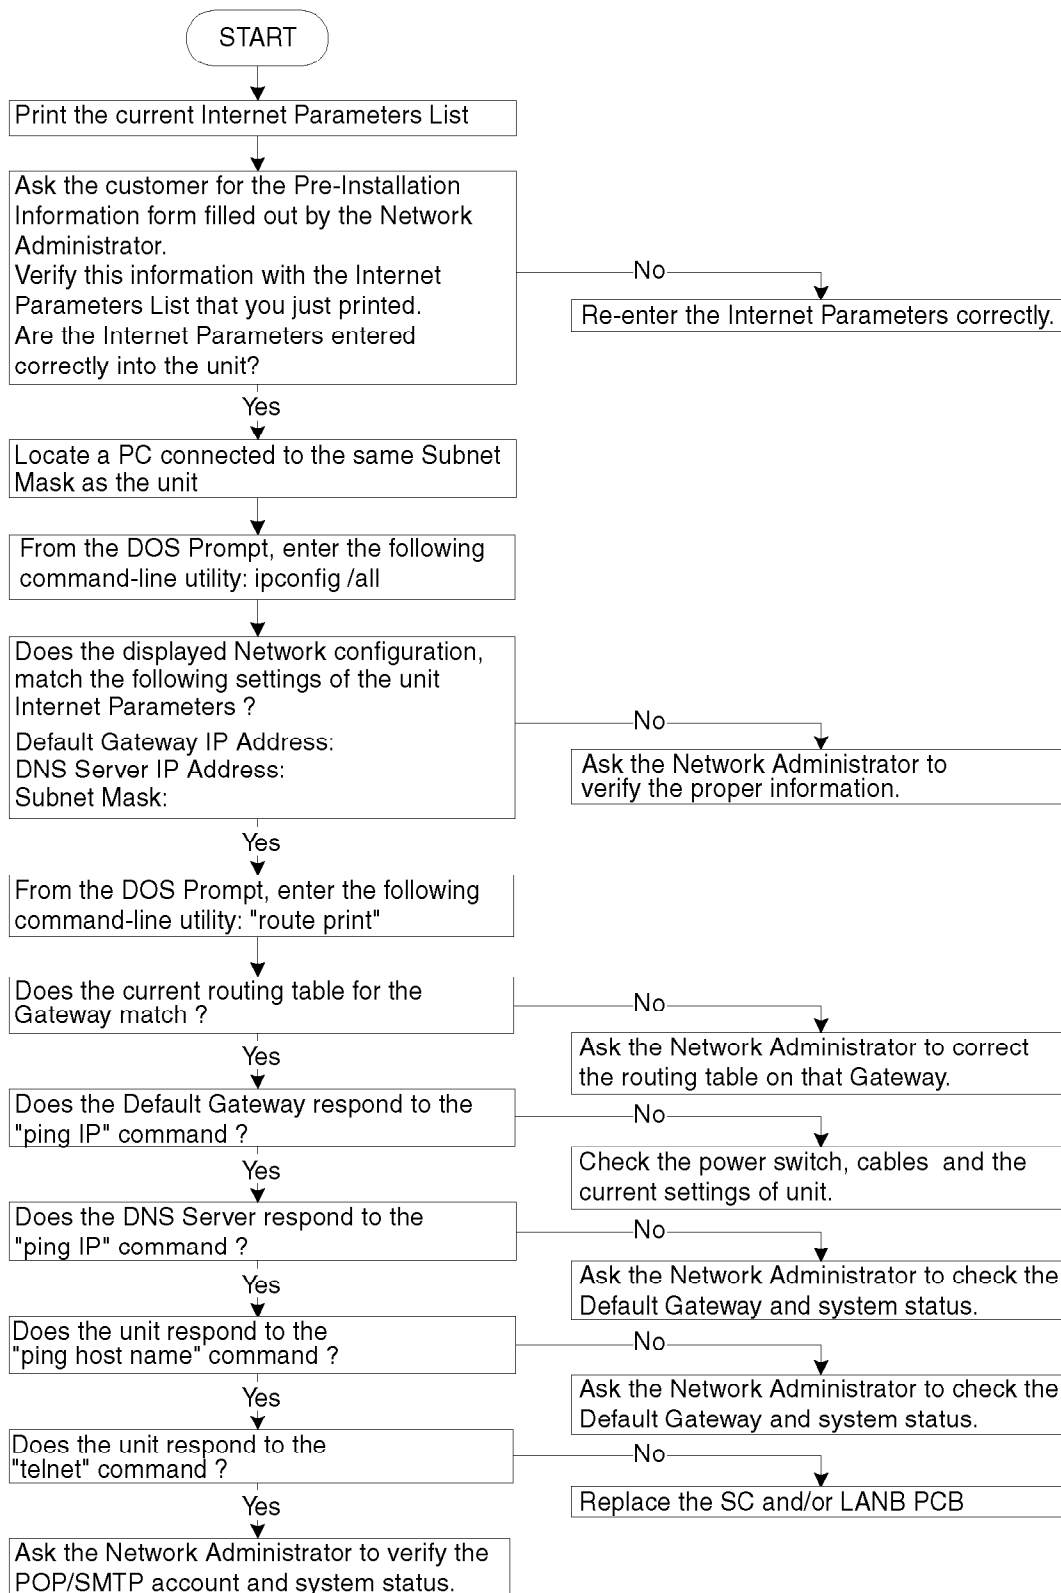 START
Print the current Internet Parameters List
Ask the customer for the Pre-Installation
Information form filled out by the Network
Administrator.
Verify this information with the Internet
Parameters List that you just printed.
Are the Internet Parameters entered
correctly into the unit?
No
Re-enter the Internet Parameters correctly.
Yes
Locate a PC connected to the same Subnet
Mask as the unit
From the DOS Prompt, enter the following
command-line utility: ipconfig /all
Does the displayed Network configuration,
match the following settings of the unit
Internet Parameters ?
Default Gateway IP Address:
DNS Server IP Address:
Subnet Mask:
No
Ask the Network Administrator to
verify the proper information.
Yes
From the DOS Prompt, enter the following
command-line utility: "route print"
Does the current routing table for the
Gateway match ?
No
Ask the Network Administrator to correct
the routing table on that Gateway.
Yes
Does the Default Gateway respond to the
"ping IP" command ?
No
Check the power switch, cables  and the
current settings of unit.
Yes
Does the DNS Server respond to the
"ping IP" command ?
No
Ask the Network Administrator to check the
Default Gateway and system status.
Yes
Does the unit respond to the
"ping host name" command ?
No
Ask the Network Administrator to check the
Default Gateway and system status.
Yes
Does the unit respond to the
"telnet" command ?
No
Replace the SC and/or LANB PCB
Yes
Ask the Network Administrator to verify the
POP/SMTP account and system status.